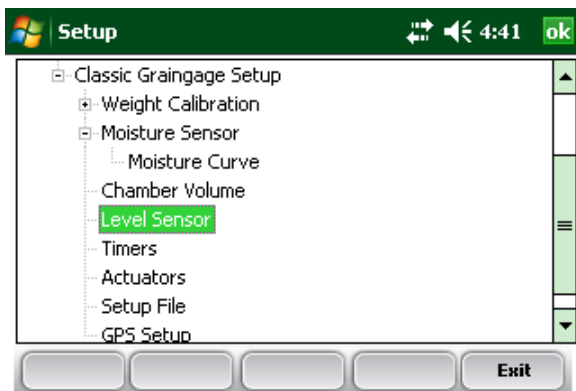 Setup 4:41 ok
Classic Graingage Setup
Weight Calibration
Moisture Sensor
Moisture Curve
Chamber Volume
Level Sensor
Timers
Actuators
Setup File
GPS Setup
Exit